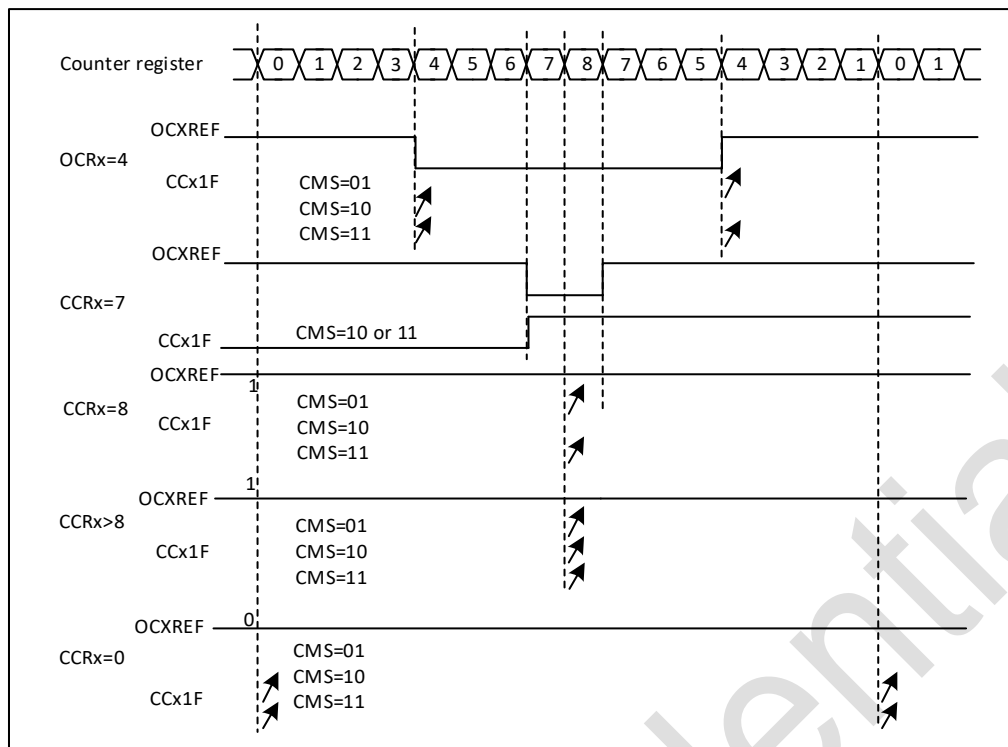 Counter register 0 1 2 3 4 5 6 7 8 7 6 5 4 3 2 1 0 1
OCXREF
OCRx=4
CCx1F
CMS=01
CMS=10
CMS=11
OCXREF
CCRx=7
CCx1F
CMS=10 or 11
OCXREF
1
CCRx=8
CCx1F
CMS=01
CMS=10
CMS=11
OCXREF
1
CCRx>8
CCx1F
CMS=01
CMS=10
CMS=11
OCXREF
0
CCRx=0
CCx1F
CMS=01
CMS=10
CMS=11
dential